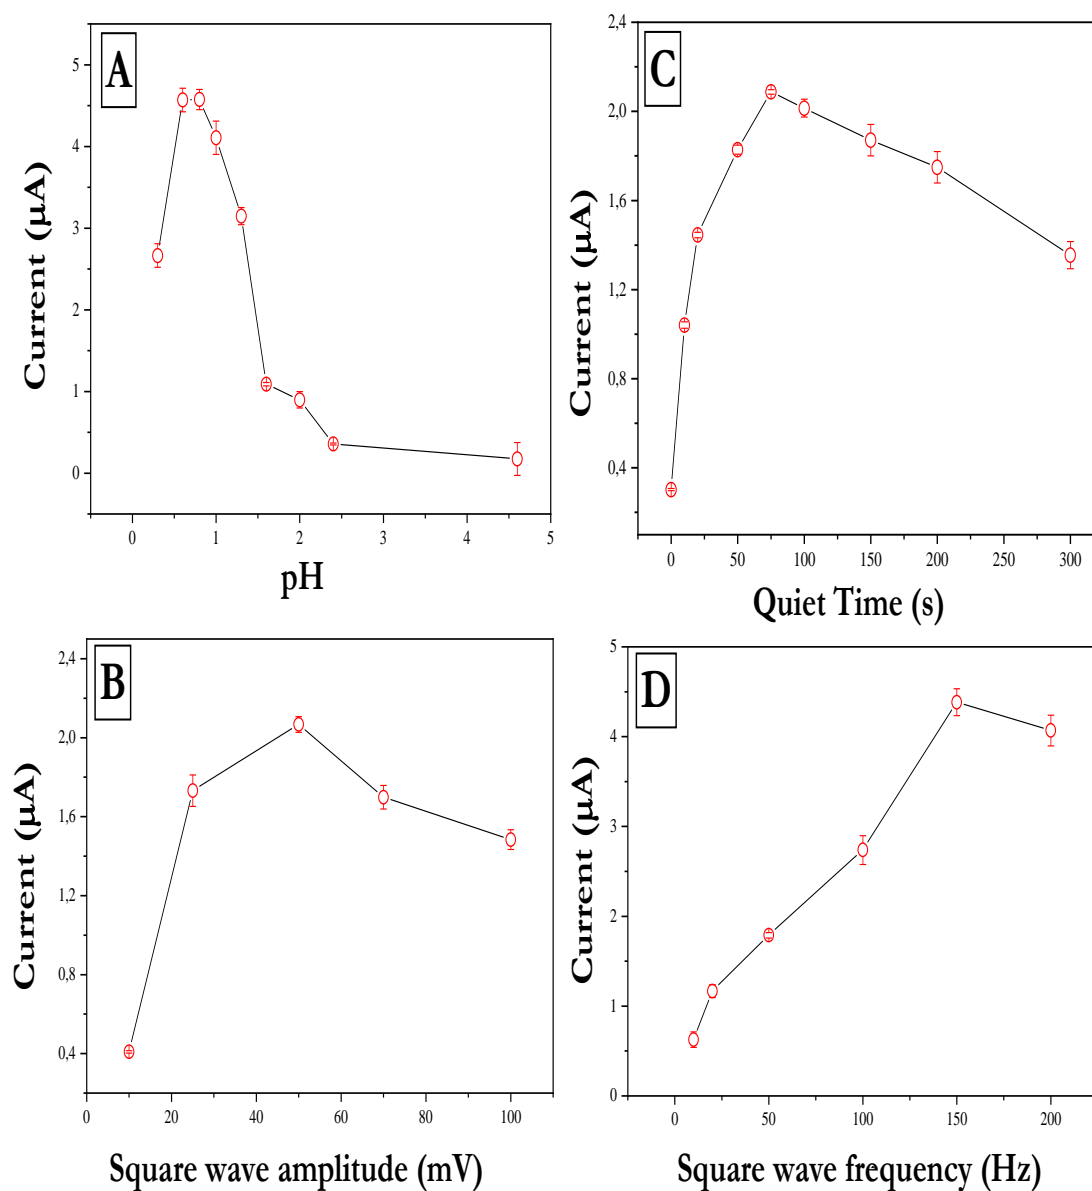 A
Current (µA)
5
4
3
2
1
0
0 1 2 3 4 5
pH
C
Current (µA)
2,4
2,0
1,6
1,2
0,8
0,4
0 50 100 150 200 250 300
Quiet Time (s)
B
Current (µA)
2,4
2,0
1,6
1,2
0,8
0,4
0 20 40 60 80 100
Square wave amplitude (mV)
D
Current (µA)
5
4
3
2
1
0
0 50 100 150 200
Square wave frequency (Hz)